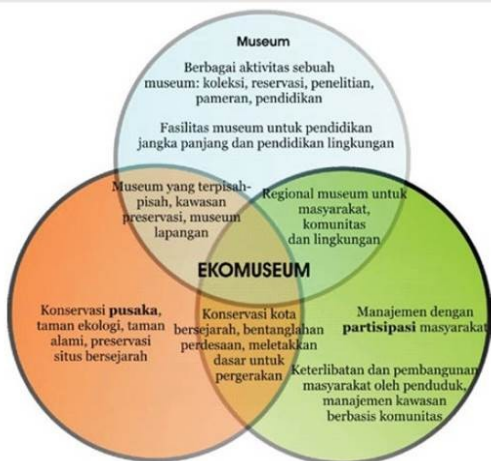 Museum
Berbagai aktivitas sebuah
museum: koleksi, reservasi, penelitian,
pameran, pendidikan
Fasilitas museum untuk pendidikan
jangka panjang dan pendidikan lingkungan
Museum yang terpisah-
pisah, kawasan
preservasi, museum
lapangan
Regional museum untuk
masyarakat,
komunitas
dan lingkungan
EKOMUSEUM
Konservasi pusaka,
taman ekologi, taman
alami, preservasi
situs bersejarah
Konservasi kota
bersejarah, bentanglahan
perdesaan, meletakkan
dasar untuk
pergerakan
Manajemen dengan
partisipasi masyarakat
Keterlibatan dan pembangunan
masyarakat oleh penduduk,
manajemen kawasan
berbasis komunitas